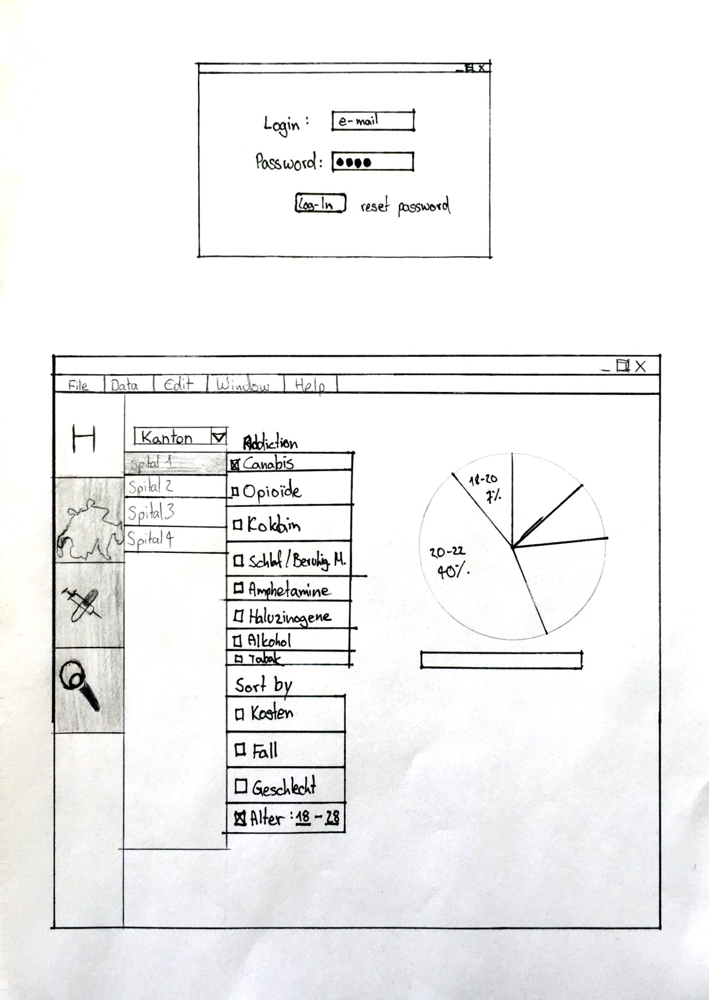 Login :
e-mail
Password:
Log-In
reset password
File
Data
Edit
Window
Help
H
Kanton
Spital 1
Spital 2
Spital 3
Spital 4
Addiction
Canabis
Opioïde
Kokain
Schlaf/Beruhig. M.
Amphetamine
Haluzinogene
Alkohol
Tabak
Sort by
Kosten
Fall
Geschlecht
Alter : 18 - 28
18-20
7%
20-22
40%.